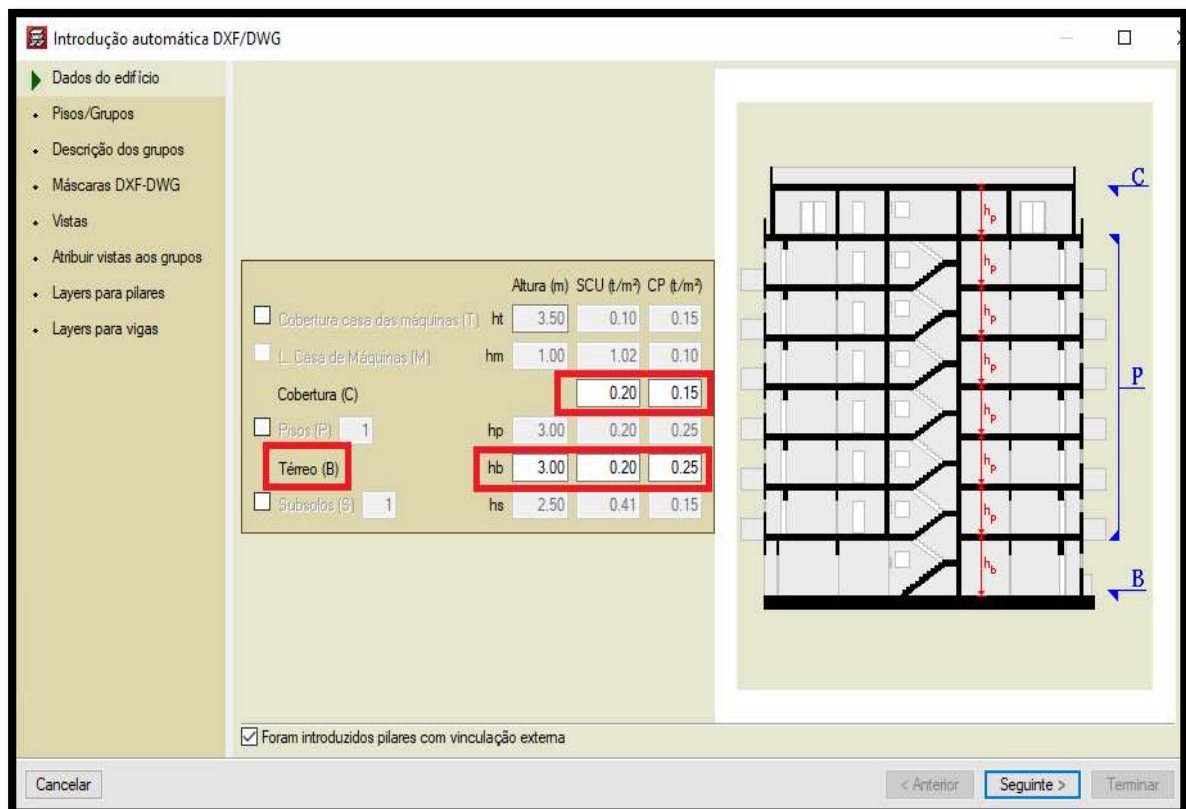 Introdução automática DXF/DWG
Dados do edifício
Pisos/Grupos
Descrição dos grupos
Máscaras DXF-DWG
Vistas
Atribuir vistas aos grupos
Layers para pilares
Layers para vigas
Altura (m) SCU (t/m²) CP (t/m²)
Cobertura casa das máquinas (T) ht 3.50 0.10 0.15
L. Casa de Máquinas (M) hm 1.00 1.02 0.10
Cobertura (C) 0.20 0.15
Pisos (P) 1 hp 3.00 0.20 0.25
Térreo (B) hb 3.00 0.20 0.25
Subsolos (S) 1 hs 2.50 0.41 0.15
C
hp
hp
hp
hp
P
hp
hp
hp
hb
B
Foram introduzidos pilares com vinculação externa
Cancelar < Anterior Seguinte > Terminar